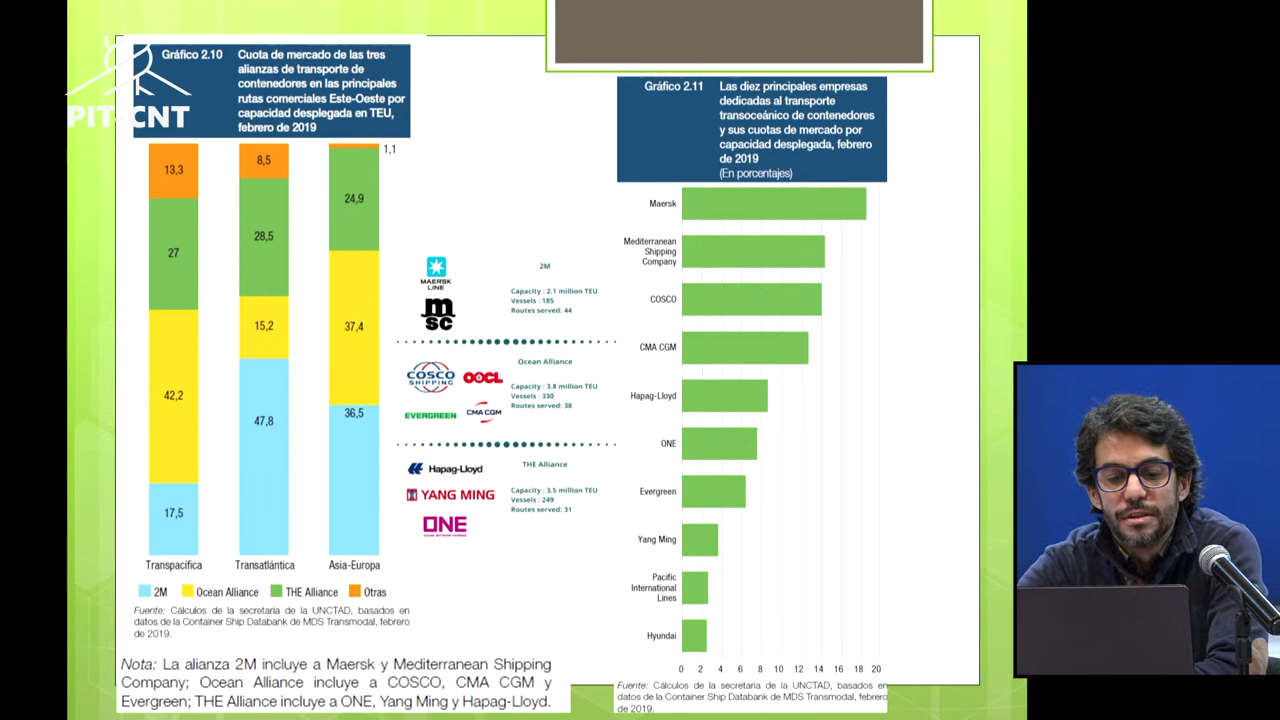 PIT-CNT
Gráfico 2.10
Cuota de mercado de las tres
alianzas de transporte de
contenedores en las principales
rutas comerciales Este-Oeste por
capacidad desplegada en TEU,
febrero de 2019
13,3
27
42,2
17,5
8,5
28,5
15,2
47,8
1,1
24,9
37,4
36,5
Transpacífica
Transatlántica
Asia-Europa
2M
Ocean Alliance
THE Alliance
Otras
Fuente: Cálculos de la secretaria de la UNCTAD, basados en
datos de la Container Ship Databank de MDS Transmodal, febrero
de 2019.
Nota: La alianza 2M incluye a Maersk y Mediterranean Shipping
Company; Ocean Alliance incluye a COSCO, CMA CGM y
Evergreen; THE Alliance incluye a ONE, Yang Ming y Hapag-Lloyd.
MAERSK
LINE
msc
2M
Capacity : 2.1 million TEU
Vessels : 185
Routes served: 44
COSCO
SHIPPING
OOCL
EVERGREEN
CMA CGM
Ocean Alliance
Capacity : 3.8 million TEU
Vessels : 330
Routes served: 38
Hapag-Lloyd
YANG MING
ONE
OCEAN NETWORK EXPRESS
THE Alliance
Capacity : 3.5 million TEU
Vessels : 249
Routes served: 31
Gráfico 2.11
Las diez principales empresas
dedicadas al transporte
transoceánico de contenedores
y sus cuotas de mercado por
capacidad desplegada, febrero
de 2019
(En porcentajes)
Maersk
Mediterranean
Shipping
Company
COSCO
CMA CGM
Hapag-Lloyd
ONE
Evergreen
Yang Ming
Pacific
International
Lines
Hyundai
0 2 4 6 8 10 12 14 16 18 20
Fuente: Cálculos de la secretaría de la UNCTAD, basados en
datos de la Container Ship Databank de MDS Transmodal, febrero
de 2019.